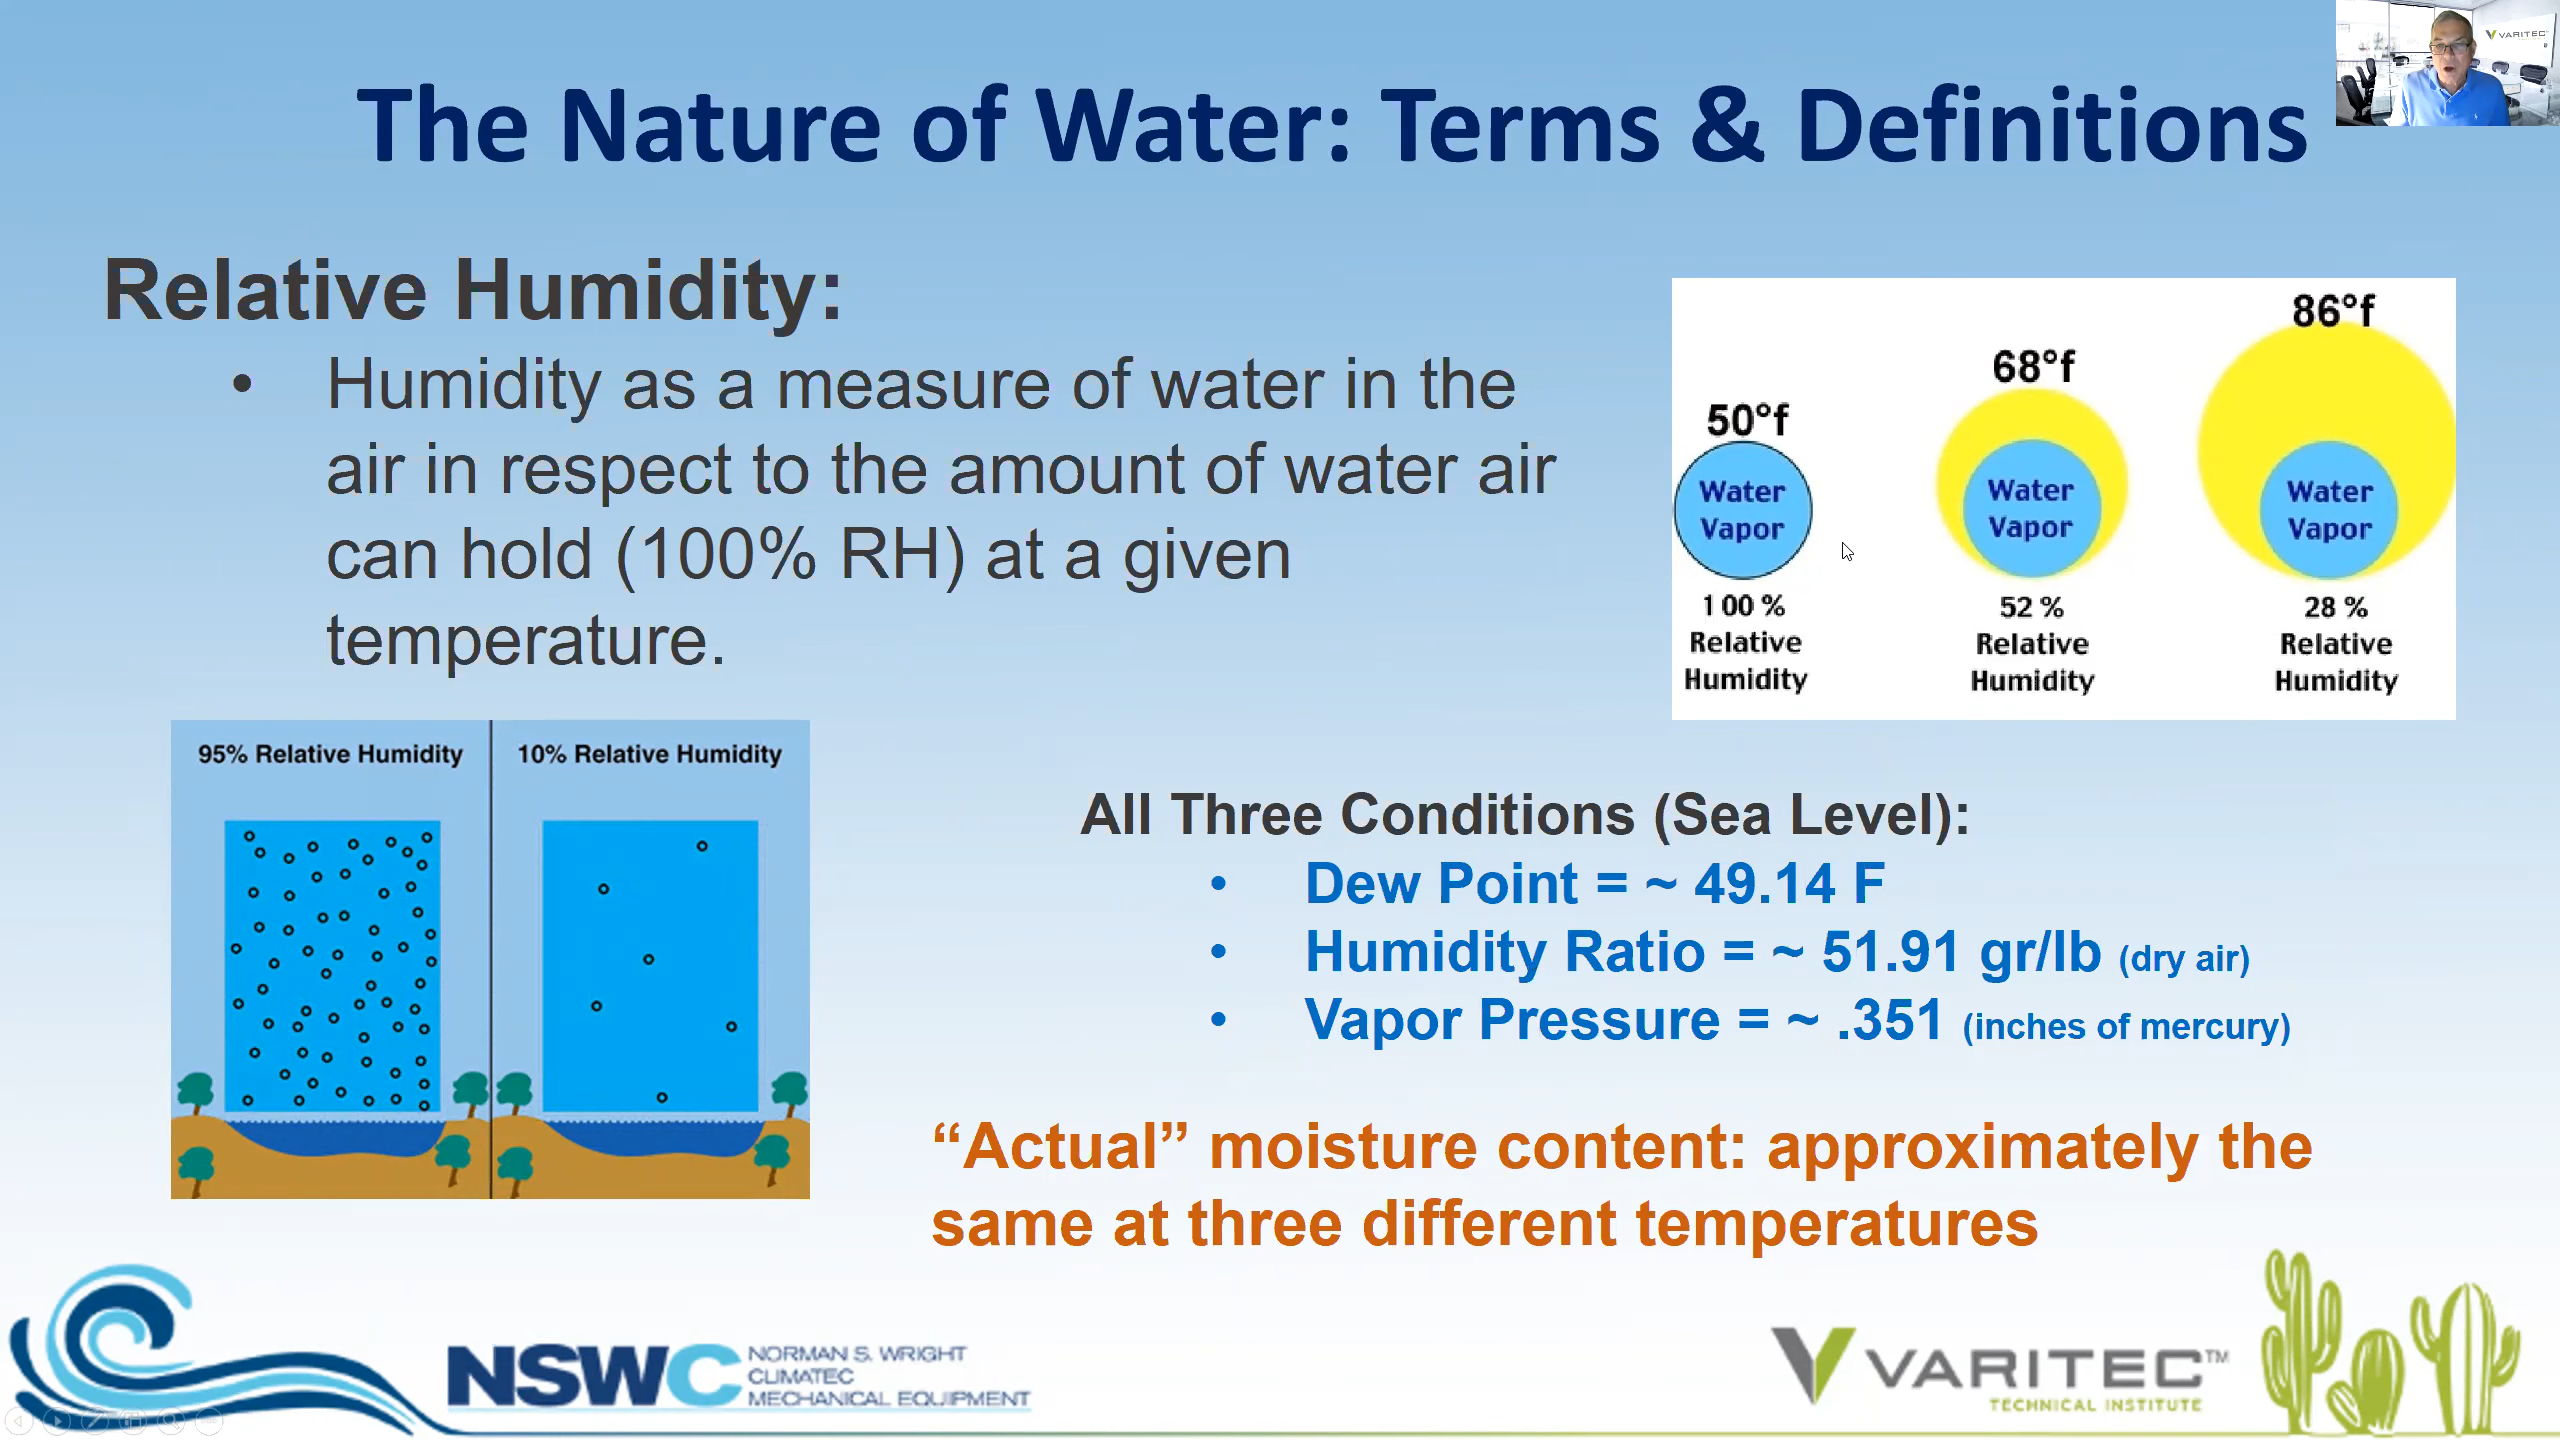 VARITEC
The Nature of Water: Terms & Definitions
Relative Humidity:
• Humidity as a measure of water in the
air in respect to the amount of water air
can hold (100% RH) at a given
temperature.
50°f
68°f
86°f
Water
Vapor
Water
Vapor
Water
Vapor
100 %
Relative
Humidity
52 %
Relative
Humidity
28 %
Relative
Humidity
95% Relative Humidity
10% Relative Humidity
All Three Conditions (Sea Level):
• Dew Point = ~ 49.14 F
• Humidity Ratio = ~ 51.91 gr/lb (dry air)
• Vapor Pressure = ~ .351 (inches of mercury)
“Actual” moisture content: approximately the
same at three different temperatures
NSWC
NORMAN S. WRIGHT
CLIMATEC
MECHANICAL EQUIPMENT
VARITEC™
TECHNICAL INSTITUTE